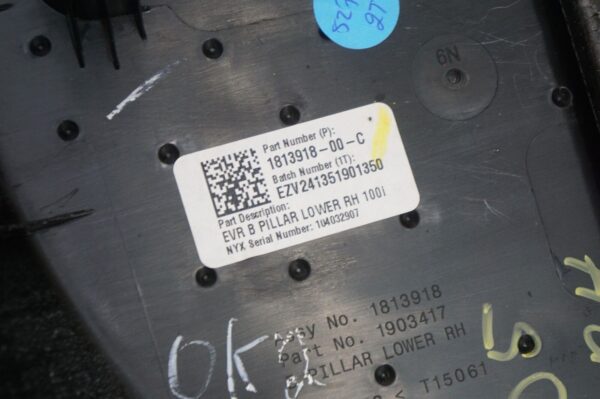 6N
Part Number (P):
1813918-00-C
Batch Number (1T):
EZV241351901350
Part Description:
EVR B PILLAR LOWER RH 100i
NYX Serial Number: 104032907
OK
Assy No. 1813918
Part No. 1903417
B PILLAR LOWER RH
< T15061